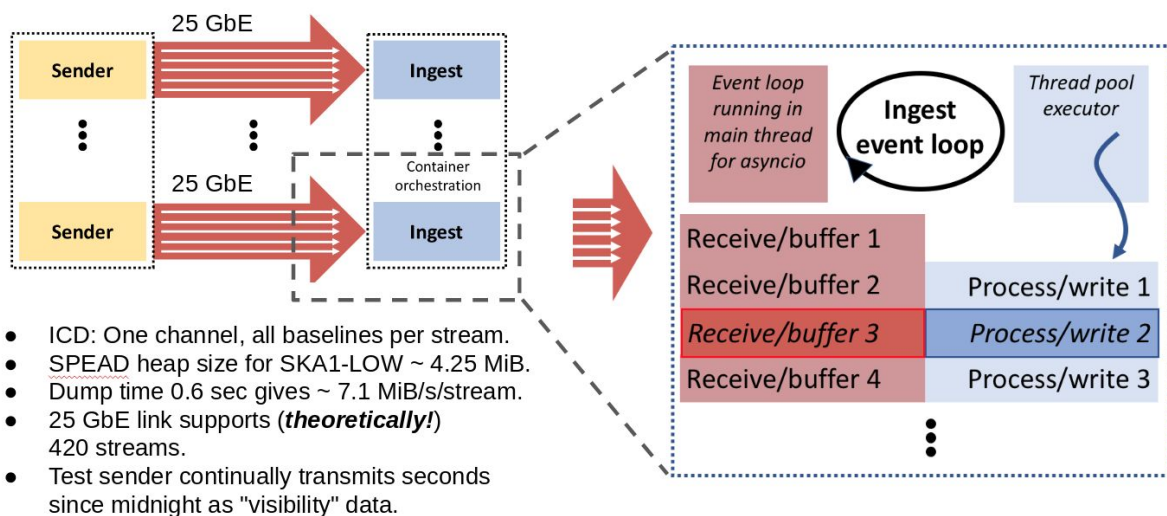 25 GbE
Sender
Ingest
25 GbE
Container
orchestration
Sender
Ingest
● ICD: One channel, all baselines per stream.
● SPEAD heap size for SKA1-LOW ~ 4.25 MiB.
● Dump time 0.6 sec gives ~ 7.1 MiB/s/stream.
● 25 GbE link supports (theoretically!)
420 streams.
● Test sender continually transmits seconds
since midnight as "visibility" data.
Event loop
running in
main thread
for asyncio
Ingest
event loop
Thread pool
executor
Receive/buffer 1
Receive/buffer 2 Process/write 1
Receive/buffer 3 Process/write 2
Receive/buffer 4 Process/write 3